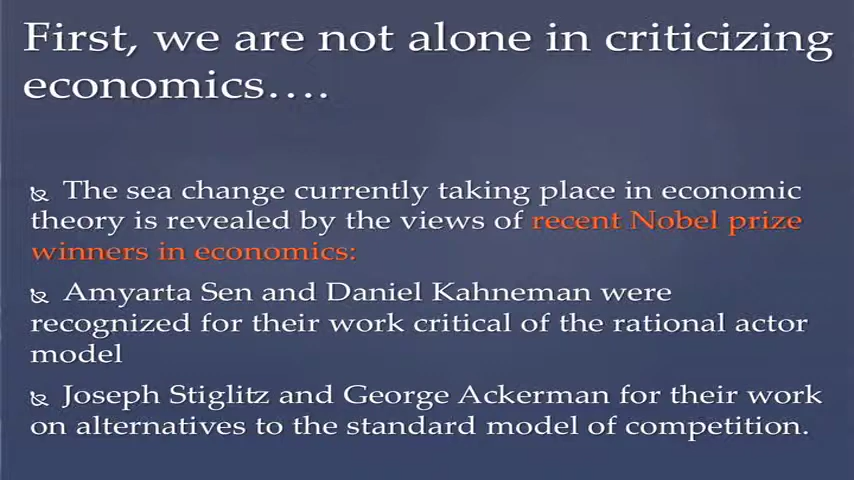 First, we are not alone in criticizing
economics….
The sea change currently taking place in economic
theory is revealed by the views of recent Nobel prize
winners in economics:
Amyarta Sen and Daniel Kahneman were
recognized for their work critical of the rational actor
model
Joseph Stiglitz and George Ackerman for their work
on alternatives to the standard model of competition.